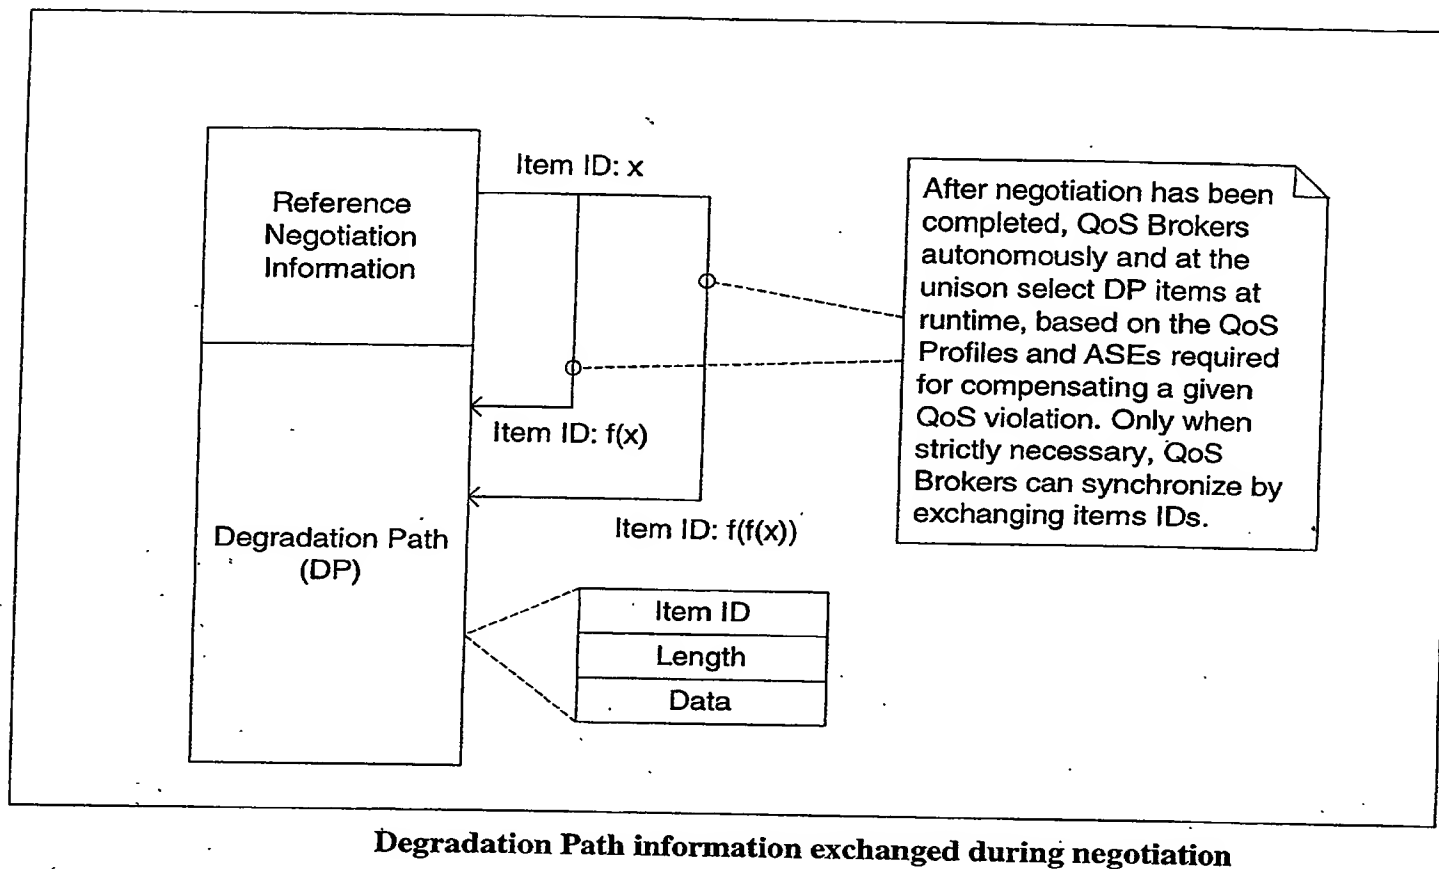 Reference
Negotiation
Information
Item ID: x
Item ID: f(x)
Item ID: f(f(x))
Degradation Path
(DP)
Item ID
Length
Data
After negotiation has been
completed, QoS Brokers
autonomously and at the
unison select DP items at
runtime, based on the QoS
Profiles and ASEs required
for compensating a given
QoS violation. Only when
strictly necessary, QoS
Brokers can synchronize by
exchanging items IDs.
Degradation Path information exchanged during negotiation